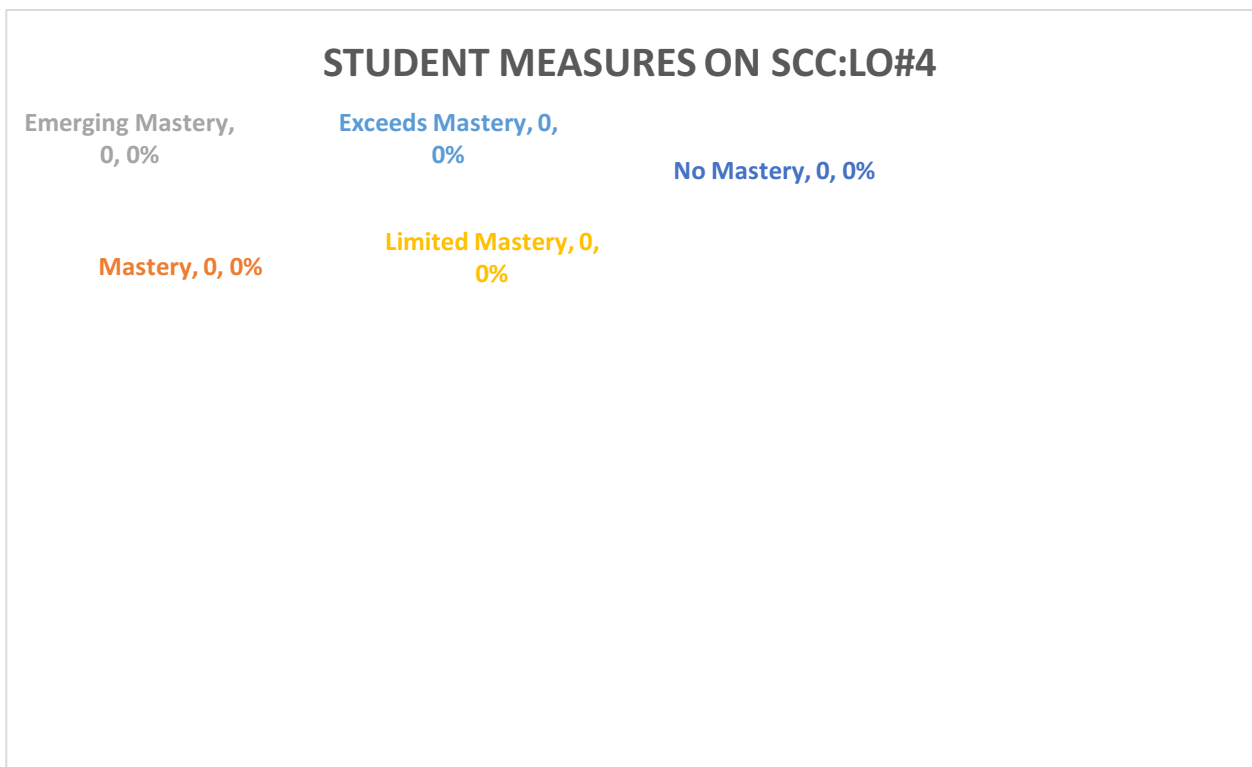 STUDENT MEASURES ON SCC:LO#4
Emerging Mastery,
0, 0%
Exceeds Mastery, 0,
0%
No Mastery, 0, 0%
Mastery, 0, 0%
Limited Mastery, 0,
0%